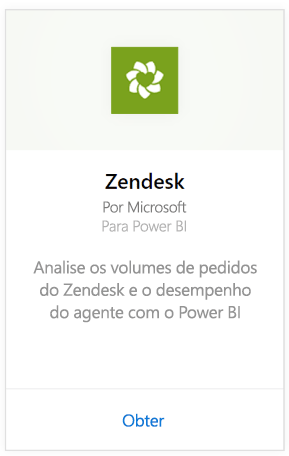 Zendesk
Por Microsoft
Para Power BI
Analise os volumes de pedidos
do Zendesk e o desempenho
do agente com o Power BI
Obter